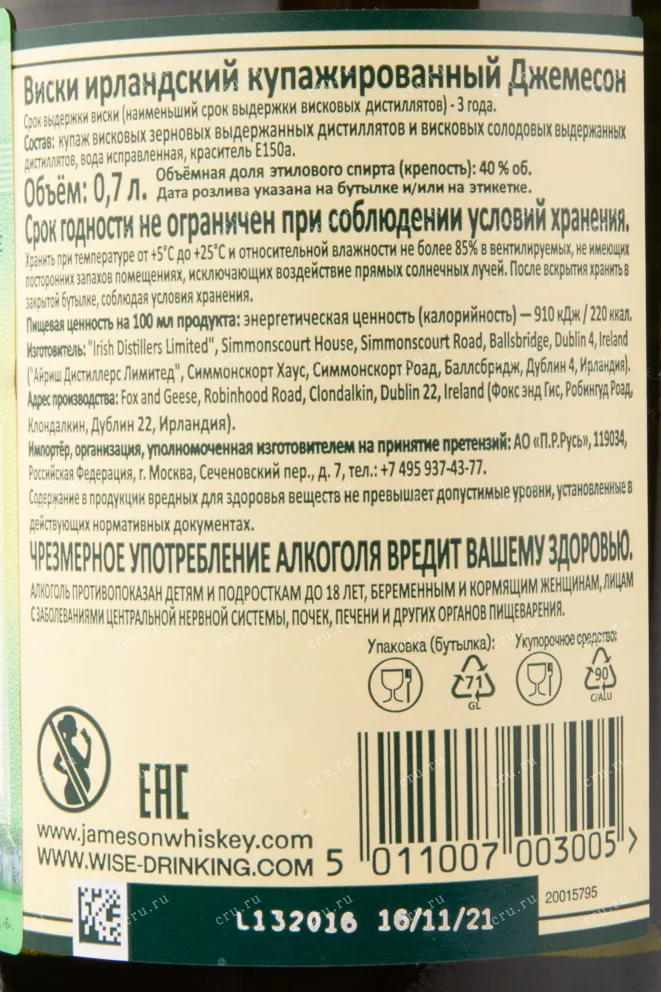 Виски ирландский купажированный Джемесон
Срок выдержки виски (наименьший срок выдержки висковых дистиллятов) - 3 года.
Состав: купаж висковых зерновых выдержанных дистиллятов и висковых солодовых выдержанных
дистиллятов, вода исправленная, краситель E150a.
Объём: 0,7 л.
Объёмная доля этилового спирта (крепость): 40 % об.
Дата розлива указана на бутылке и/или на этикетке.
Срок годности не ограничен при соблюдении условий хранения.
Хранить при температуре от +5°С до +25°С и относительной влажности не более 85% в вентилируемых, не имеющих
посторонних запахов помещениях, исключающих воздействие прямых солнечных лучей. После вскрытия хранить в
закрытой бутылке, соблюдая условия хранения.
Пищевая ценность на 100 мл продукта: энергетическая ценность (калорийность) — 910 кДж / 220 ккал.
Изготовитель: "Irish Distillers Limited", Simmonscourt House, Simmonscourt Road, Ballsbridge, Dublin 4, Ireland
("Айриш Дистиллерс Лимитед", Симмонскорт Хаус, Симмонскорт Роад, Баллсбридж, Дублин 4, Ирландия).
Адрес производства: Fox and Geese, Robinhood Road, Clondalkin, Dublin 22, Ireland (Фокс энд Гис, Робингуд Роад,
Клондалкин, Дублин 22, Ирландия).
Импортёр, организация, уполномоченная изготовителем на принятие претензий: АО «П.Р.Русь», 119034,
Российская Федерация, г. Москва, Сеченовский пер., д. 7, тел.: +7 495 937-43-77.
Содержание в продукции вредных для здоровья веществ не превышает допустимые уровни, установленные в
действующих нормативных документах.
ЧРЕЗМЕРНОЕ УПОТРЕБЛЕНИЕ АЛКОГОЛЯ ВРЕДИТ ВАШЕМУ ЗДОРОВЬЮ.
АЛКОГОЛЬ ПРОТИВОПОКАЗАН ДЕТЯМ И ПОДРОСТКАМ ДО 18 ЛЕТ, БЕРЕМЕННЫМ И КОРМЯЩИМ ЖЕНЩИНАМ, ЛИЦАМ
С ЗАБОЛЕВАНИЯМИ ЦЕНТРАЛЬНОЙ НЕРВНОЙ СИСТЕМЫ, ПОЧЕК, ПЕЧЕНИ И ДРУГИХ ОРГАНОВ ПИЩЕВАРЕНИЯ.
Упаковка (бутылка): Укупорочное средство:
71 GL
90 C/ALU
EAC
www.jamesonwhiskey.com
WWW.WISE-DRINKING.COM
5 011007 003005 >
L132016 16/11/21
20015795